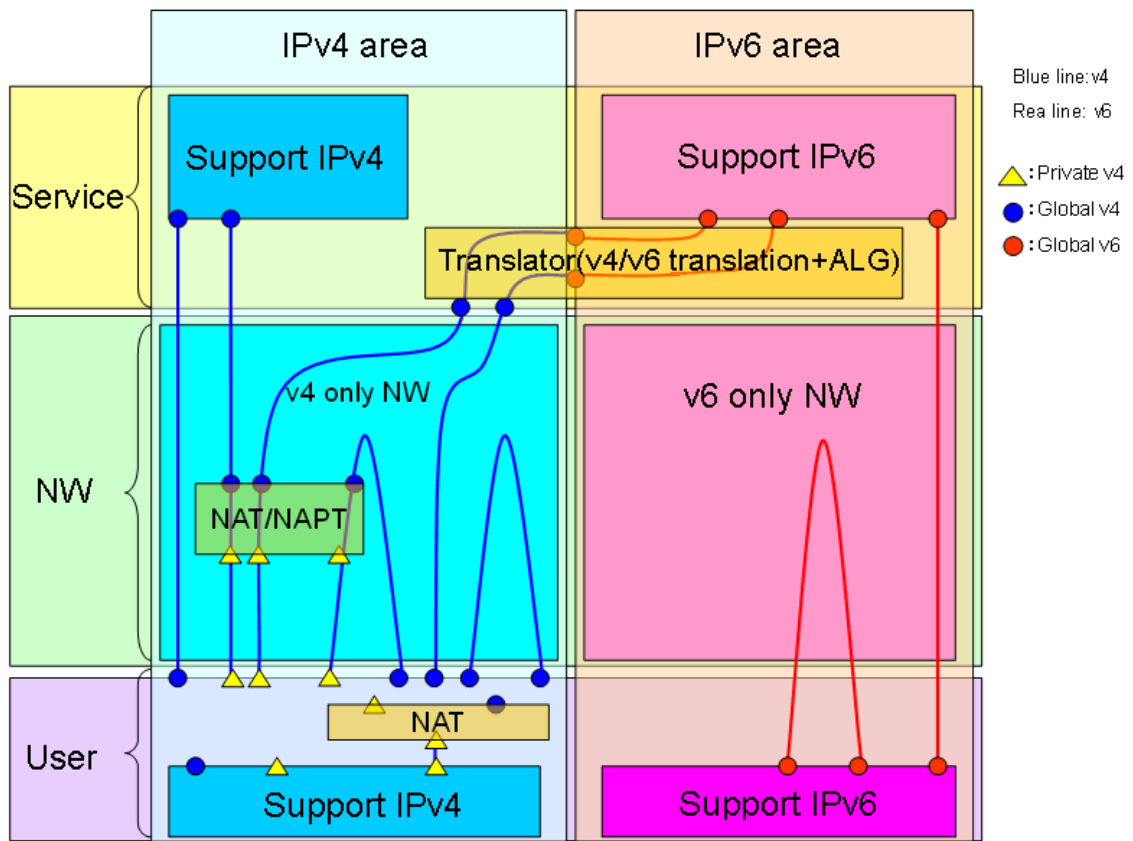 IPv4 area
IPv6 area
Blue line:v4
Rea line: v6
Support IPv4
Support IPv6
:Private v4
Service
:Global v4
:Global v6
Translator(v4/v6 translation+ALG)
v4 only NW
v6 only NW
NW
NAT/NAPT
NAT
User
Support IPv4
Support IPv6